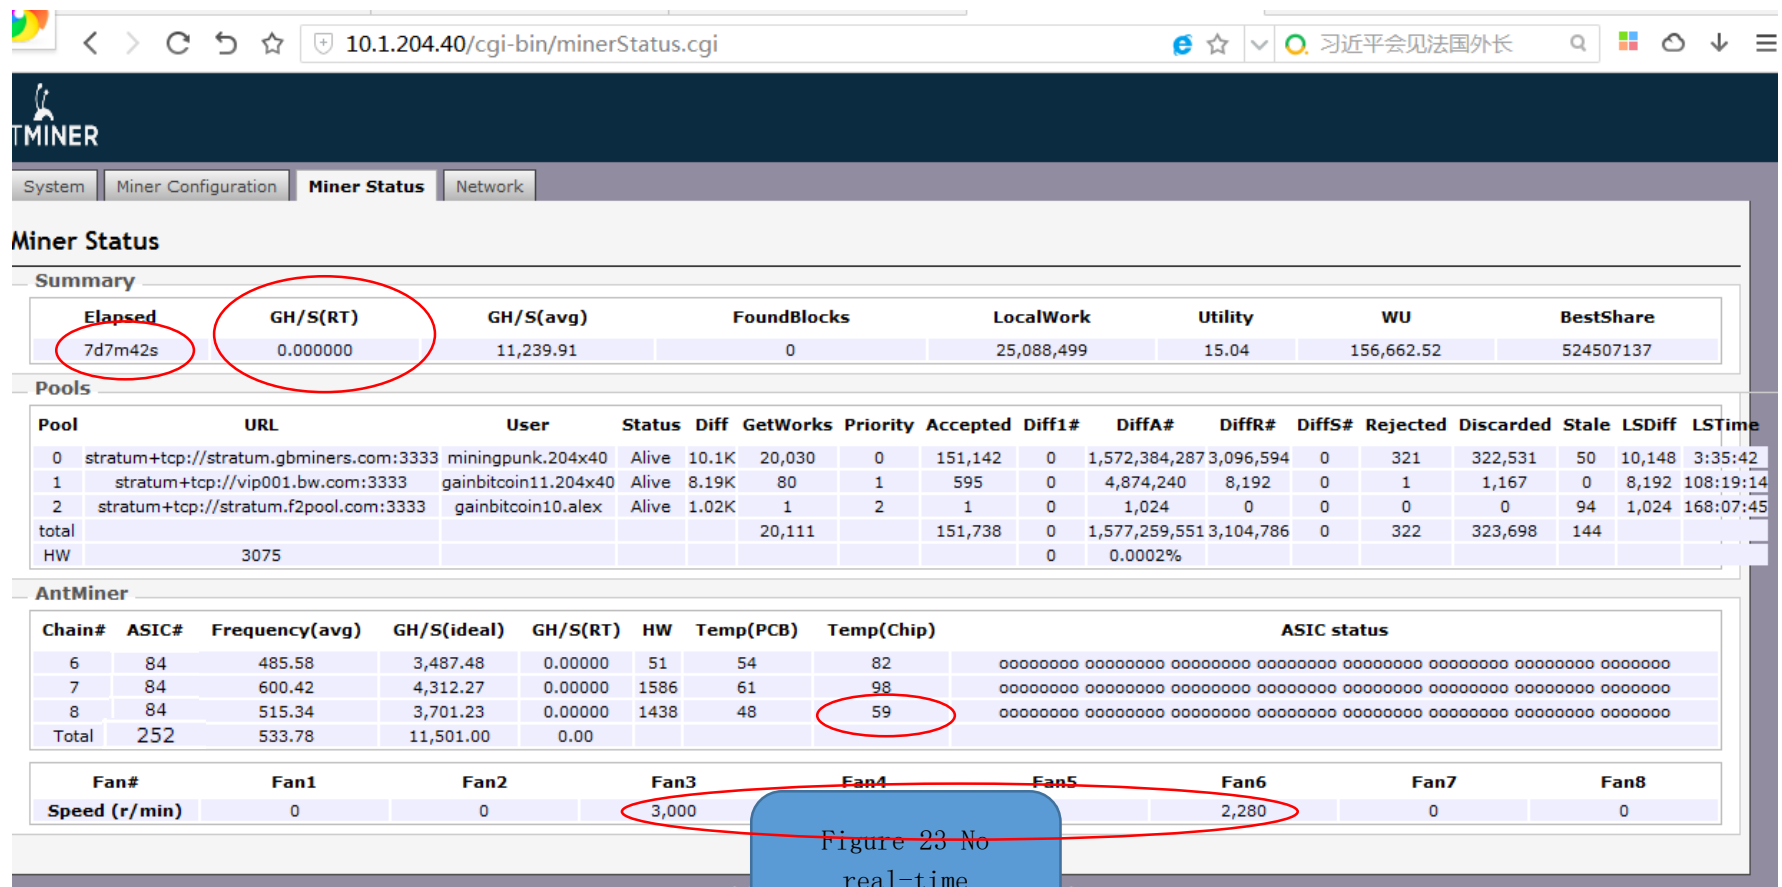 10.1.204.40/cgi-bin/minerStatus.cgi 习近平会见法国外长
TMINER
System Miner Configuration Miner Status Network
Miner Status
Summary
Elapsed GH/S(RT) GH/S(avg) FoundBlocks LocalWork Utility WU BestShare
7d7m42s 0.000000 11,239.91 0 25,088,499 15.04 156,662.52 524507137
Pools
Pool URL User Status Diff GetWorks Priority Accepted Diff1# DiffA# DiffR# DiffS# Rejected Discarded Stale LSDiff LSTime
0 stratum+tcp://stratum.gbminers.com:3333 miningpunk.204x40 Alive 10.1K 20,030 0 151,142 0 1,572,384,287 3,096,594 0 321 322,531 50 10,148 3:35:42
1 stratum+tcp://vip001.bw.com:3333 gainbitcoin11.204x40 Alive 8.19K 80 1 595 0 4,874,240 8,192 0 1 1,167 0 8,192 108:19:14
2 stratum+tcp://stratum.f2pool.com:3333 gainbitcoin10.alex Alive 1.02K 1 2 1 0 1,024 0 0 0 0 94 1,024 168:07:45
total 20,111 151,738 0 1,577,259,551 3,104,786 0 322 323,698 144
HW 3075 0 0.0002%
AntMiner
Chain# ASIC# Frequency(avg) GH/S(ideal) GH/S(RT) HW Temp(PCB) Temp(Chip) ASIC status
6 84 485.58 3,487.48 0.00000 51 54 82 oooooooo oooooooo oooooooo oooooooo oooooooo oooooooo oooooooo ooooooo
7 84 600.42 4,312.27 0.00000 1586 61 98 oooooooo oooooooo oooooooo oooooooo oooooooo oooooooo oooooooo ooooooo
8 84 515.34 3,701.23 0.00000 1438 48 59 oooooooo oooooooo oooooooo oooooooo oooooooo oooooooo oooooooo ooooooo
Total 252 533.78 11,501.00 0.00
Fan# Fan1 Fan2 Fan3 Fan4 Fan5 Fan6 Fan7 Fan8
Speed (r/min) 0 0 3,000 2,280 0 0
Figure 23 No
real-time